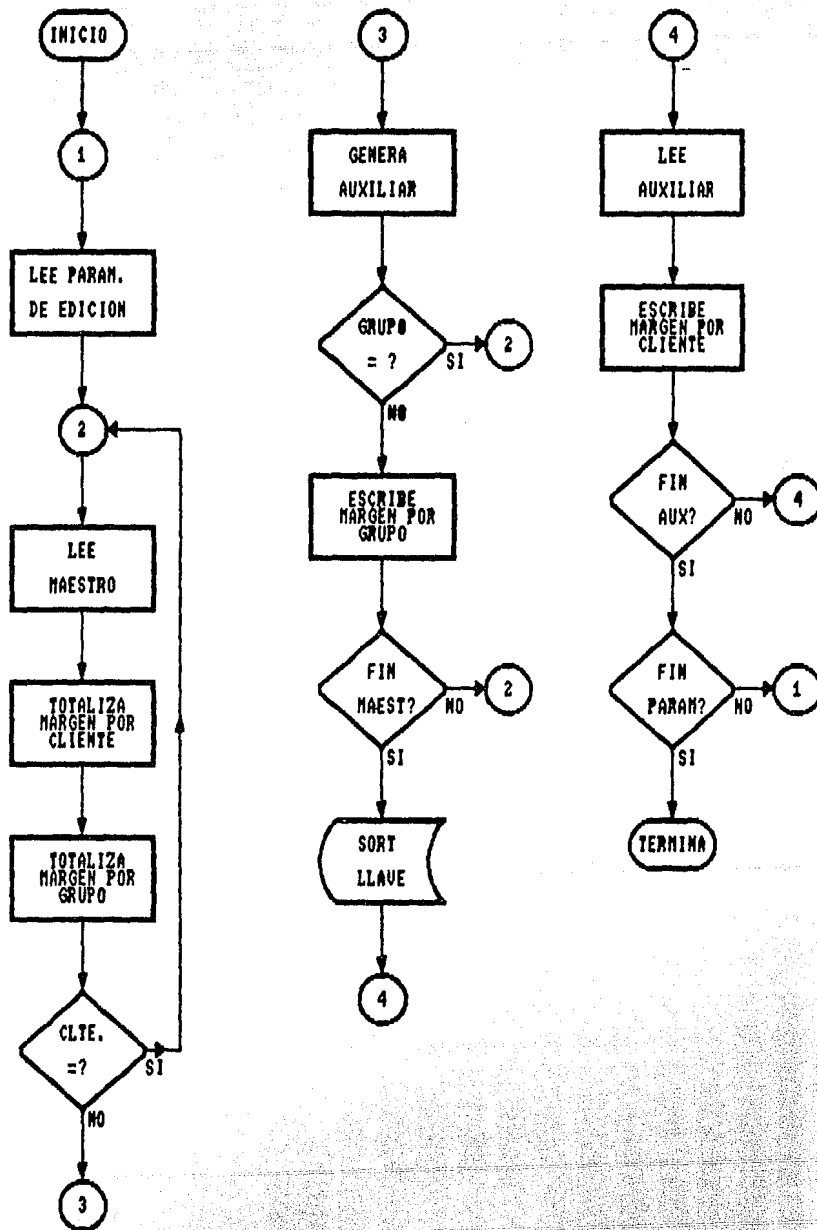 INICIO
1
LEE PARAM.
DE EDICION
2
LEE
MAESTRO
TOTALIZA
MARGEN POR
CLIENTE
TOTALIZA
MARGEN POR
GRUPO
CLTE.
=?
SI
NO
3
3
GENERA
AUXILIAR
GRUPO
= ?
SI
2
NO
ESCRIBE
MARGEN POR
GRUPO
FIN
MAEST?
NO
2
SI
SORT
LLAVE
4
4
LEE
AUXILIAR
ESCRIBE
MARGEN POR
CLIENTE
FIN
AUX?
NO
4
SI
FIN
PARAM?
NO
1
SI
TERMINA